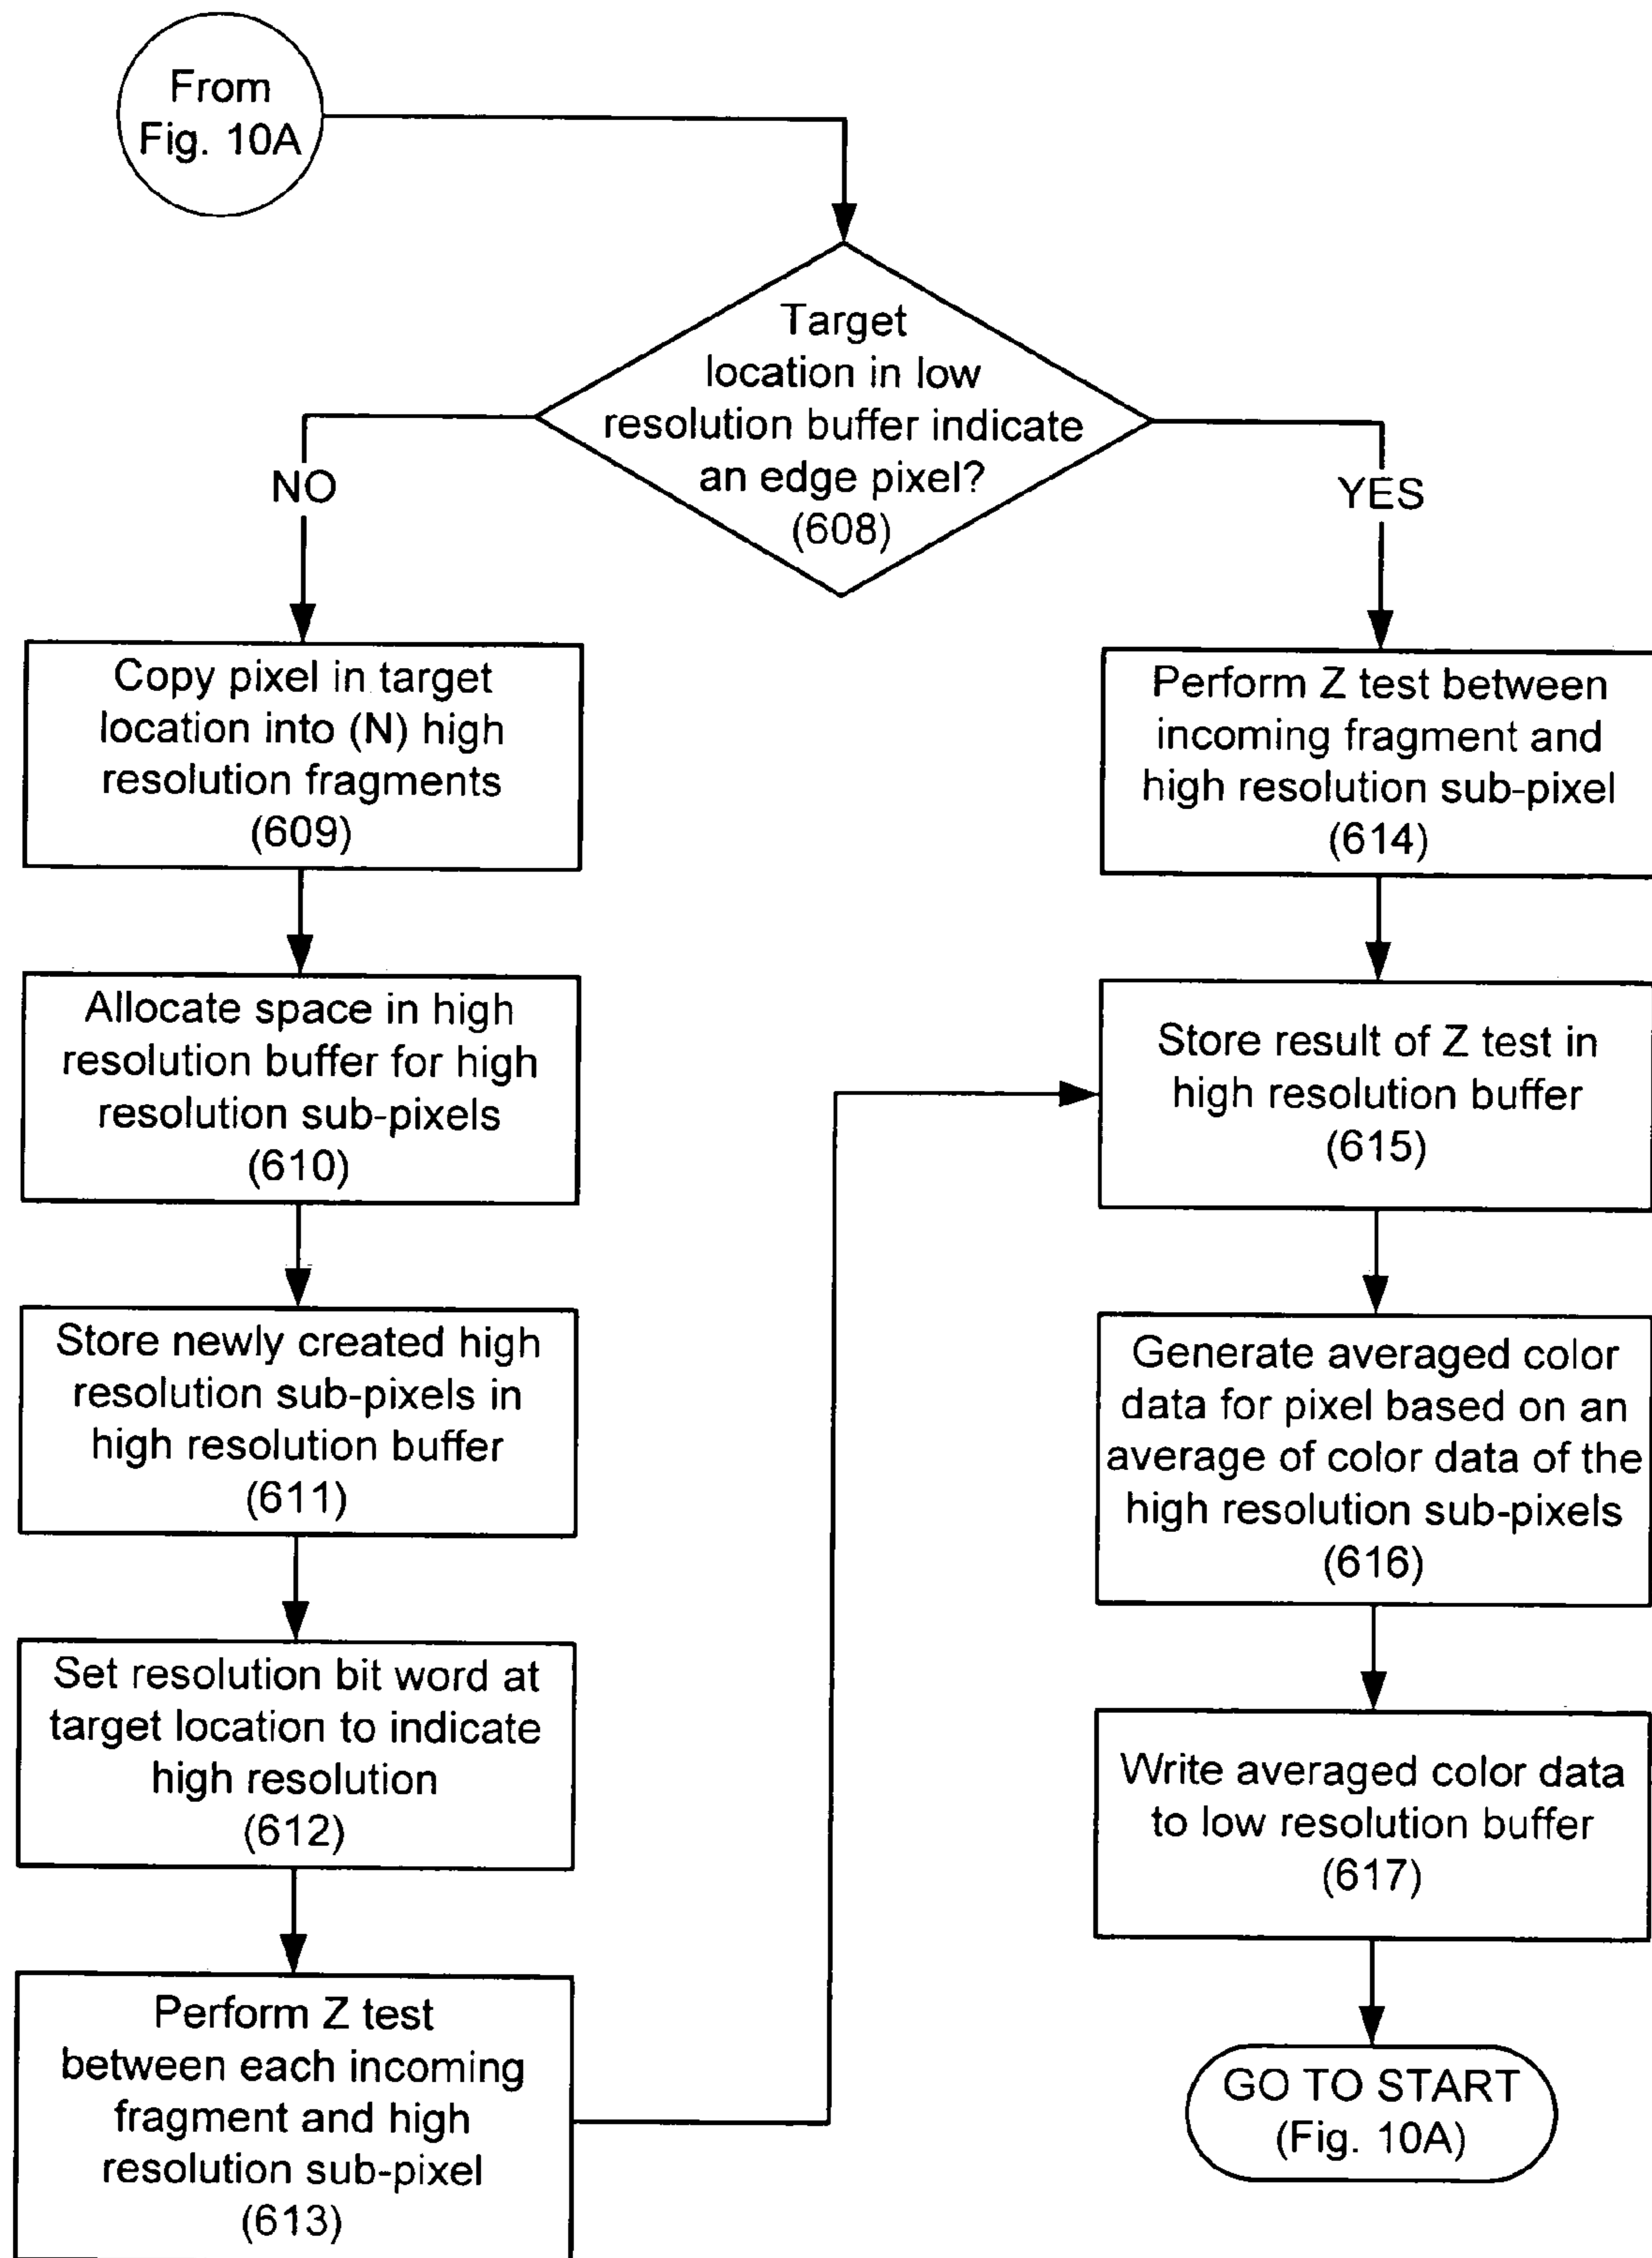 From
Fig. 10A
Target
location in low
resolution buffer indicate
an edge pixel?
(608)
NO
YES
Copy pixel in target
location into (N) high
resolution fragments
(609)
Allocate space in high
resolution buffer for high
resolution sub-pixels
(610)
Store newly created high
resolution sub-pixels in
high resolution buffer
(611)
Set resolution bit word at
target location to indicate
high resolution
(612)
Perform Z test
between each incoming
fragment and high
resolution sub-pixel
(613)
Perform Z test between
incoming fragment and
high resolution sub-pixel
(614)
Store result of Z test in
high resolution buffer
(615)
Generate averaged color
data for pixel based on an
average of color data of the
high resolution sub-pixels
(616)
Write averaged color data
to low resolution buffer
(617)
GO TO START
(Fig. 10A)